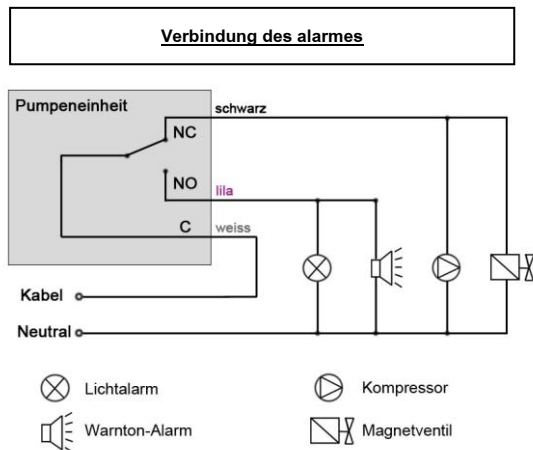 Verbindung des alarmes
Pumpeneinheit
schwarz
NC
NO
lila
C
weiss
Kabel
Neutral
Lichtalarm
Kompressor
Warnton-Alarm
Magnetventil